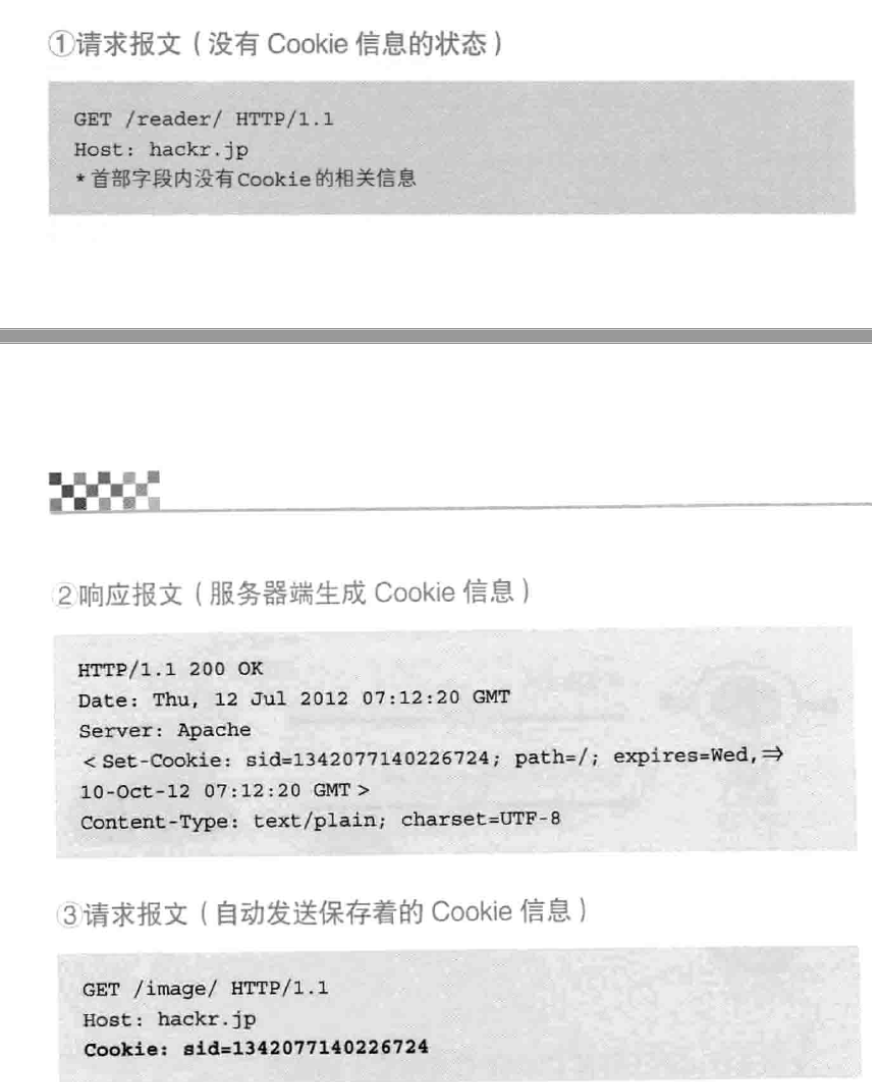 ①请求报文（没有 Cookie 信息的状态）
GET /reader/ HTTP/1.1
Host: hackr.jp
*首部字段内没有Cookie的相关信息
②响应报文（服务器端生成 Cookie 信息）
HTTP/1.1 200 OK
Date: Thu, 12 Jul 2012 07:12:20 GMT
Server: Apache
<Set-Cookie: sid=1342077140226724; path=/; expires=Wed,⇒
10-Oct-12 07:12:20 GMT>
Content-Type: text/plain; charset=UTF-8
③请求报文（自动发送保存着的 Cookie 信息）
GET /image/ HTTP/1.1
Host: hackr.jp
Cookie: sid=1342077140226724